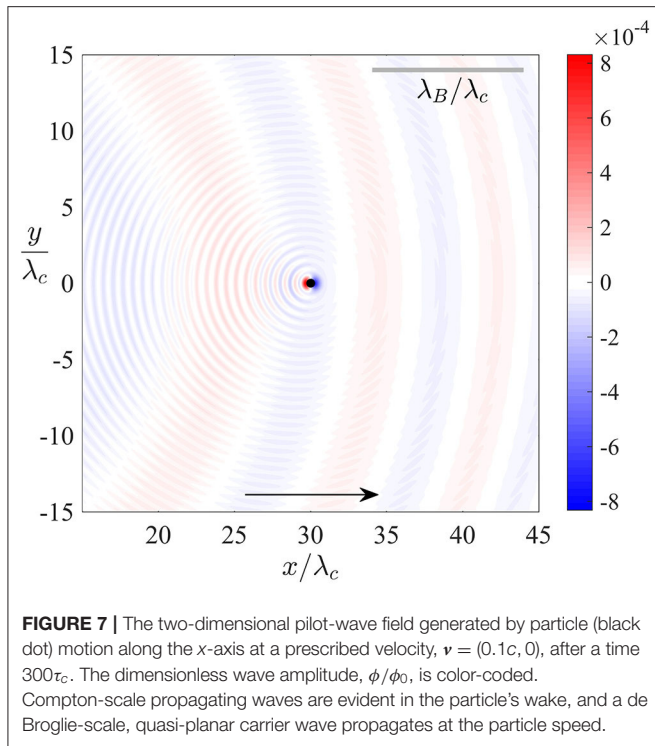 ×10⁻⁴
15
10
5
0
-5
-10
-15
y
λc
λB/λc
8
6
4
2
0
-2
-4
-6
-8
20
25
30
35
40
45
x/λc
FIGURE 7 | The two-dimensional pilot-wave field generated by particle (black
dot) motion along the x-axis at a prescribed velocity, v = (0.1c, 0), after a time
300τc. The dimensionless wave amplitude, ϕ/ϕ0, is color-coded.
Compton-scale propagating waves are evident in the particle's wake, and a de
Broglie-scale, quasi-planar carrier wave propagates at the particle speed.